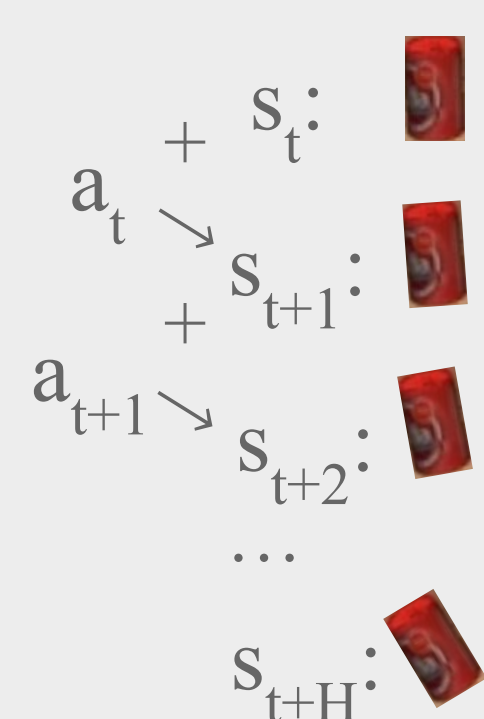 s_t:
+
a_t ↘
s_{t+1}:
+
a_{t+1} ↘
s_{t+2}:
...
s_{t+H}: